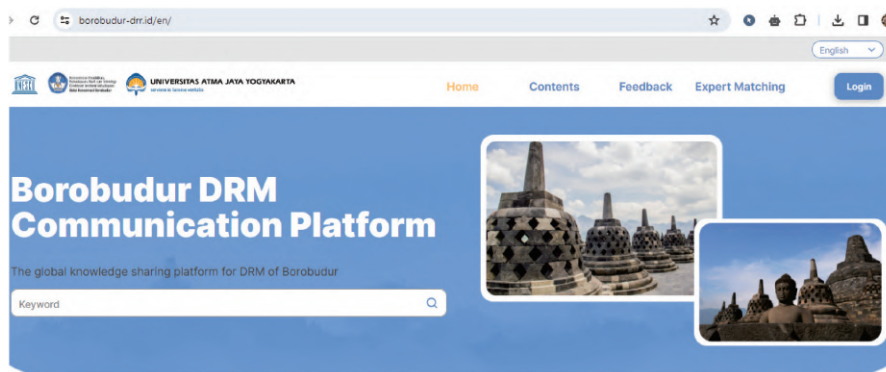 borobudur-drr.id/en/
English
UNIVERSITAS ATMA JAYA YOGYAKARTA
Home Contents Feedback Expert Matching Login
Borobudur DRM
Communication Platform
The global knowledge sharing platform for DRM of Borobudur
Keyword